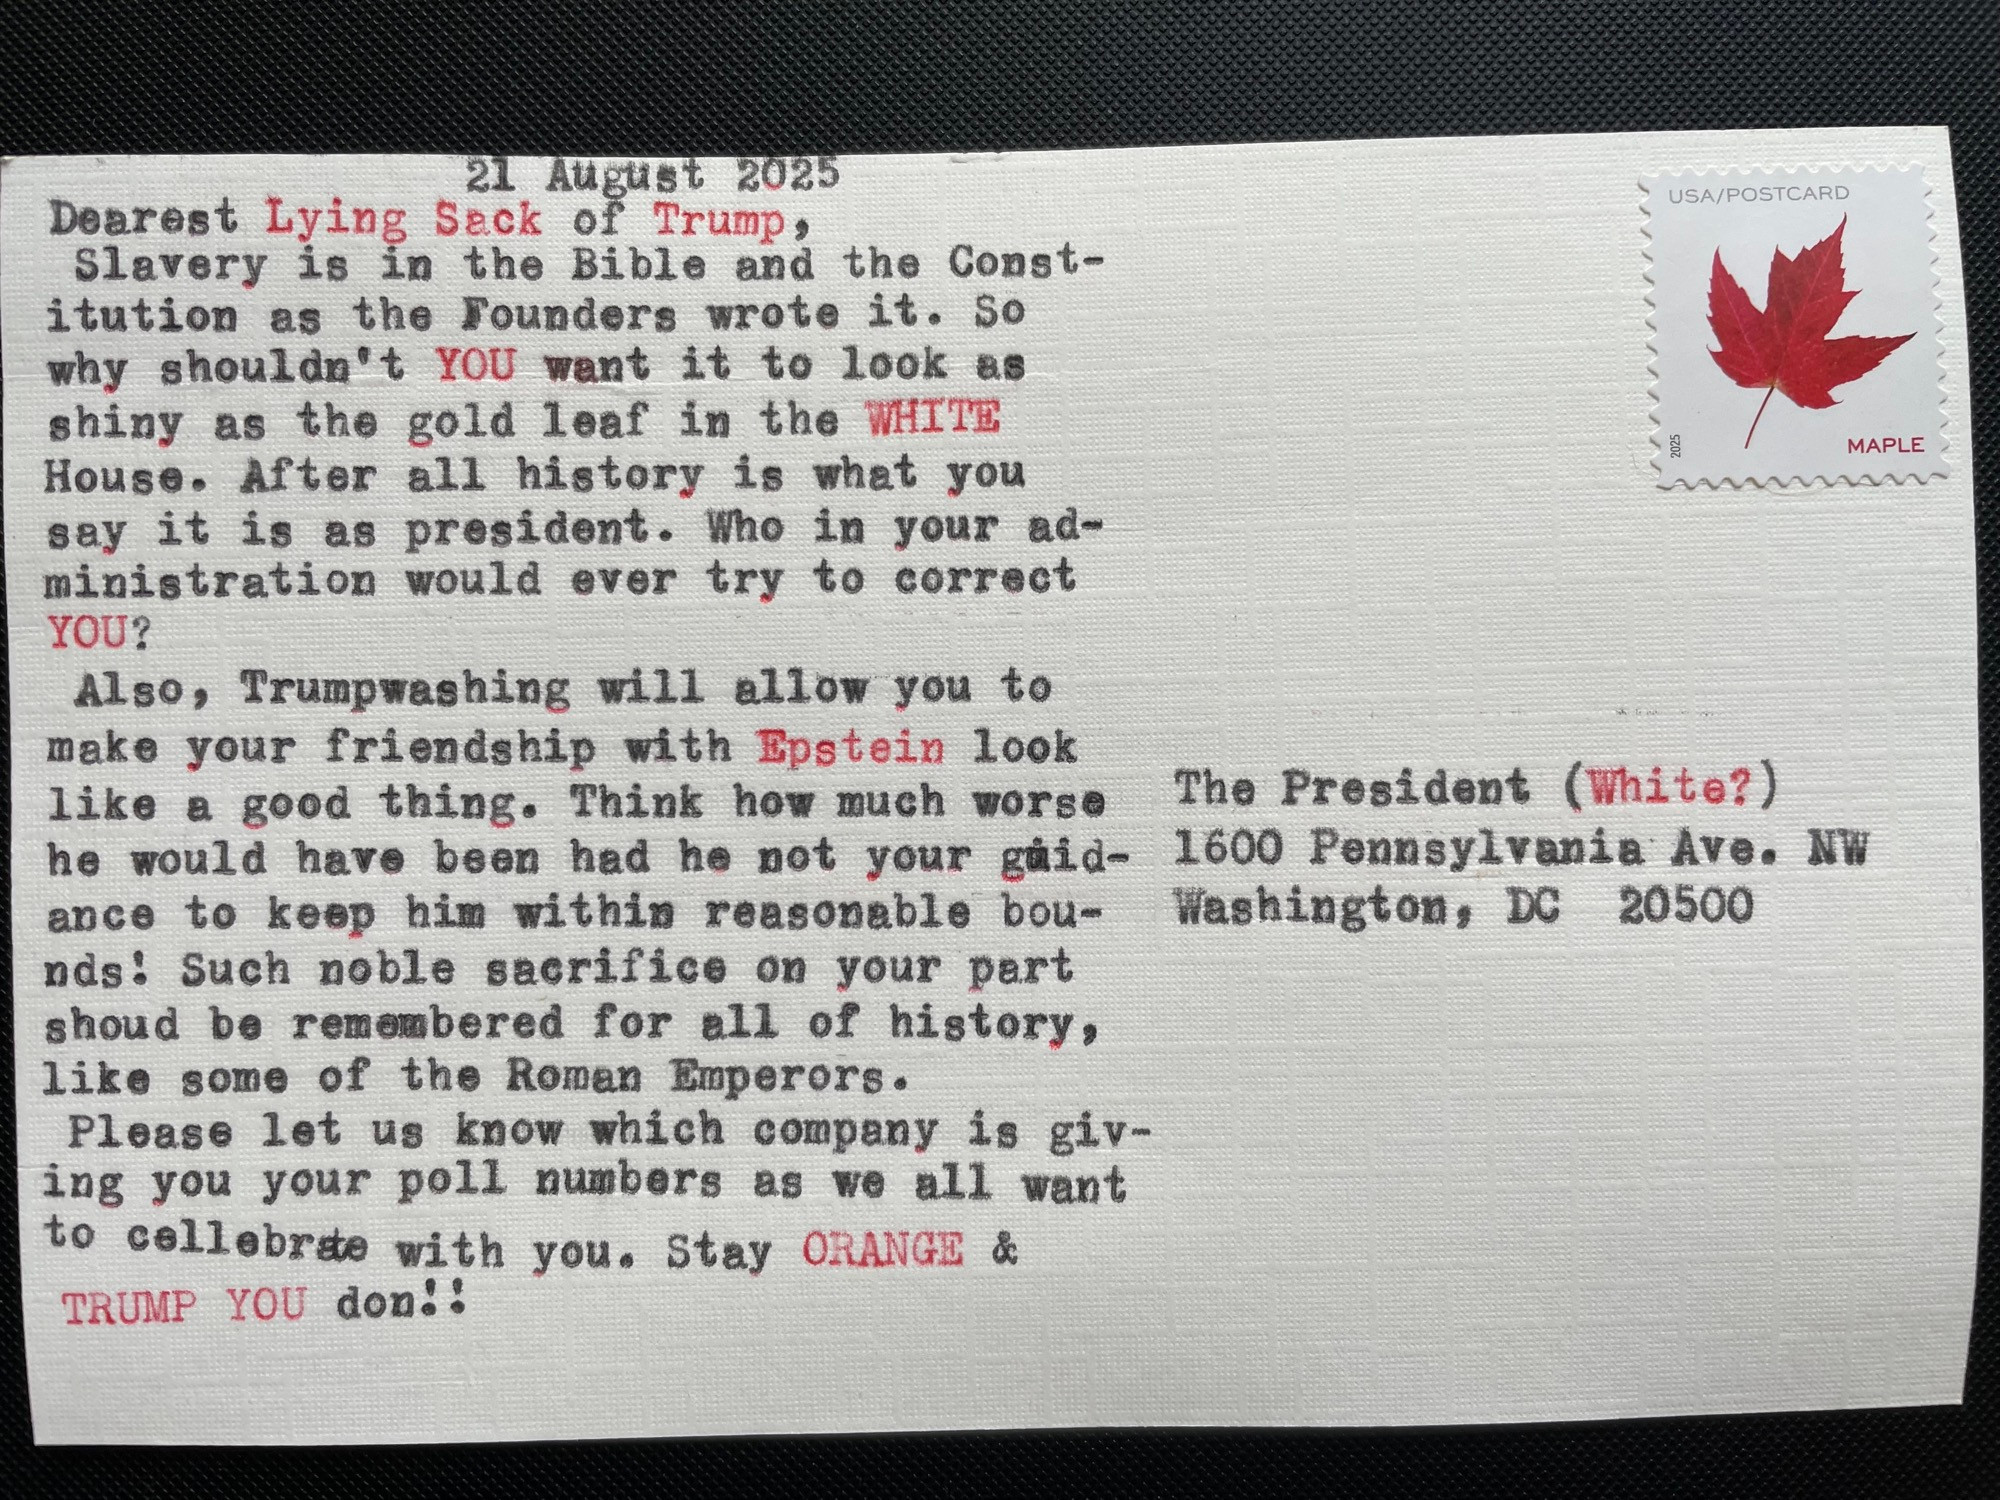 21 August 2025
Dearest Lying Sack of Trump,
Slavery is in the Bible and the Const-
itution as the Founders wrote it. So
why shouldn't YOU want it to look as
shiny as the gold leaf in the WHITE
House. After all history is what you
say it is as president. Who in your ad-
ministration would ever try to correct
YOU?
Also, Trumpwashing will allow you to
make your friendship with Epstein look
like a good thing. Think how much worse
he would have been had he not your guid-
ance to keep him within reasonable bou-
nds! Such noble sacrifice on your part
shoud be remembered for all of history,
like some of the Roman Emperors.
Please let us know which company is giv-
ing you your poll numbers as we all want
to cellebrate with you. Stay ORANGE &
TRUMP YOU don!!
USA/POSTCARD
2025
MAPLE
The President (White?)
1600 Pennsylvania Ave. NW
Washington, DC 20500